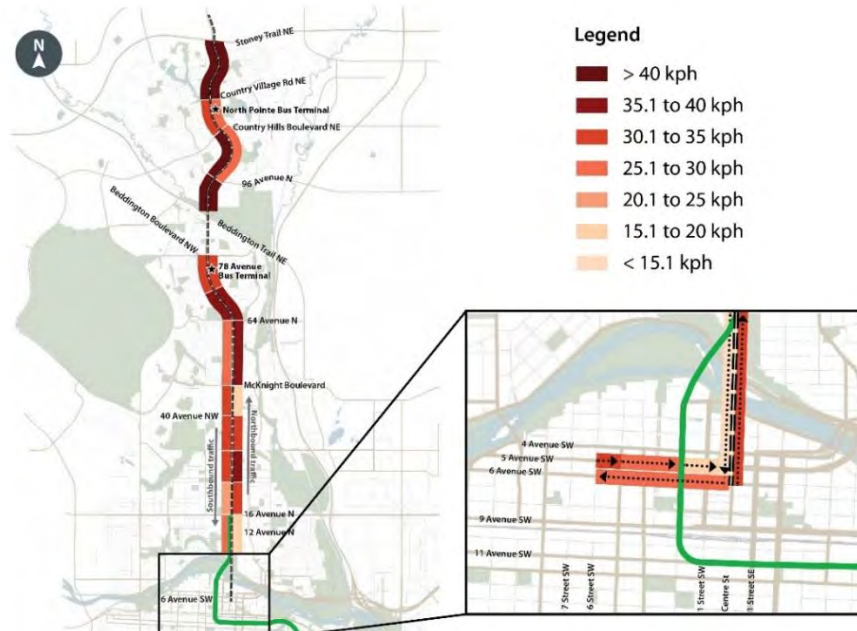 N
Stoney Trail NE
Country Village Rd NE
North Pointe Bus Terminal
Country Hills Boulevard NE
96 Avenue N
Beddington Boulevard NW
Beddington Trail NE
78 Avenue
Bus Terminal
64 Avenue N
McKnight Boulevard
40 Avenue NW
Southbound traffic
Northbound traffic
16 Avenue N
12 Avenue N
6 Avenue SW
Legend
> 40 kph
35.1 to 40 kph
30.1 to 35 kph
25.1 to 30 kph
20.1 to 25 kph
15.1 to 20 kph
< 15.1 kph
4 Avenue SW
5 Avenue SW
6 Avenue SW
9 Avenue SW
11 Avenue SW
7 Street SW
6 Street SW
1 Street SW
Centre St
1 Street SE